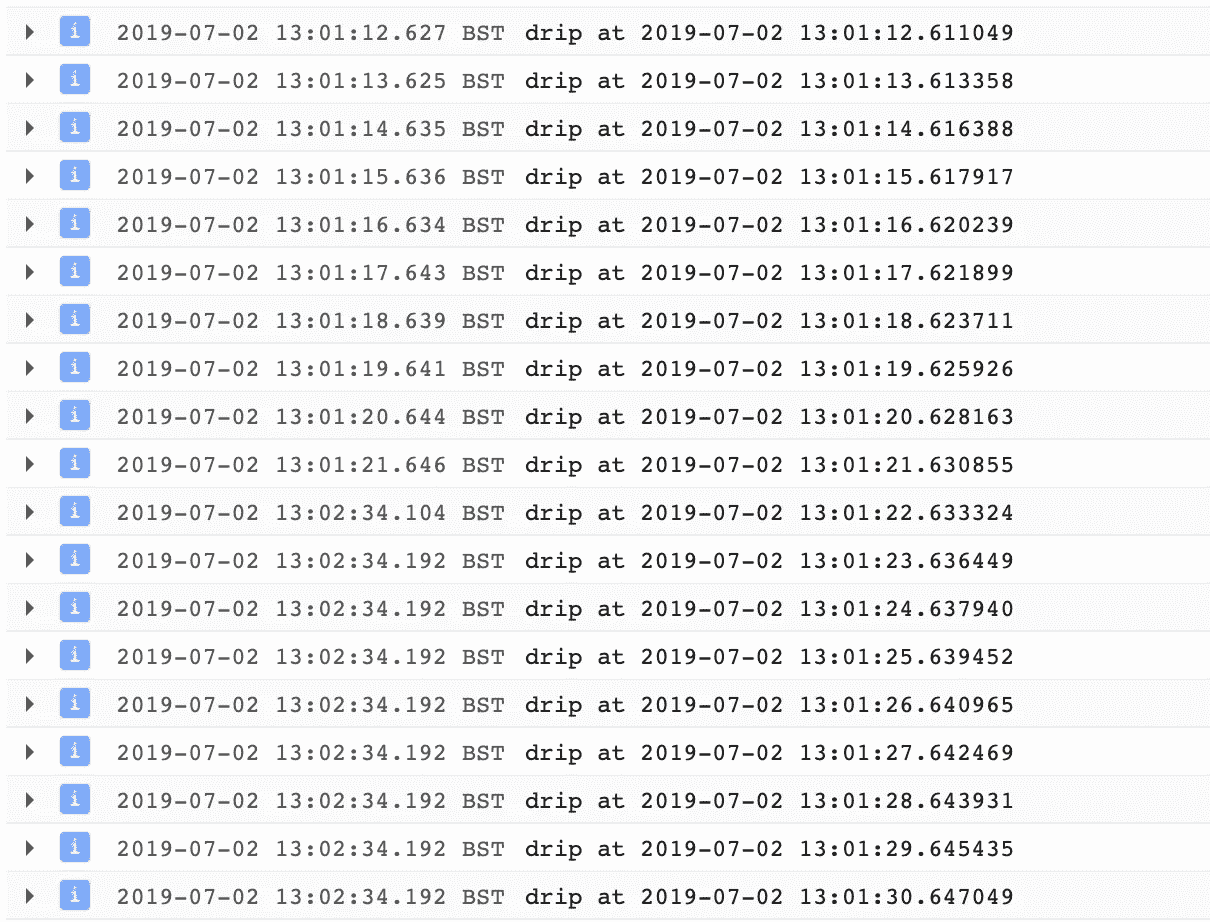 i 2019-07-02 13:01:12.627 BST drip at 2019-07-02 13:01:12.611049
i 2019-07-02 13:01:13.625 BST drip at 2019-07-02 13:01:13.613358
i 2019-07-02 13:01:14.635 BST drip at 2019-07-02 13:01:14.616388
i 2019-07-02 13:01:15.636 BST drip at 2019-07-02 13:01:15.617917
i 2019-07-02 13:01:16.634 BST drip at 2019-07-02 13:01:16.620239
i 2019-07-02 13:01:17.643 BST drip at 2019-07-02 13:01:17.621899
i 2019-07-02 13:01:18.639 BST drip at 2019-07-02 13:01:18.623711
i 2019-07-02 13:01:19.641 BST drip at 2019-07-02 13:01:19.625926
i 2019-07-02 13:01:20.644 BST drip at 2019-07-02 13:01:20.628163
i 2019-07-02 13:01:21.646 BST drip at 2019-07-02 13:01:21.630855
i 2019-07-02 13:02:34.104 BST drip at 2019-07-02 13:01:22.633324
i 2019-07-02 13:02:34.192 BST drip at 2019-07-02 13:01:23.636449
i 2019-07-02 13:02:34.192 BST drip at 2019-07-02 13:01:24.637940
i 2019-07-02 13:02:34.192 BST drip at 2019-07-02 13:01:25.639452
i 2019-07-02 13:02:34.192 BST drip at 2019-07-02 13:01:26.640965
i 2019-07-02 13:02:34.192 BST drip at 2019-07-02 13:01:27.642469
i 2019-07-02 13:02:34.192 BST drip at 2019-07-02 13:01:28.643931
i 2019-07-02 13:02:34.192 BST drip at 2019-07-02 13:01:29.645435
i 2019-07-02 13:02:34.192 BST drip at 2019-07-02 13:01:30.647049